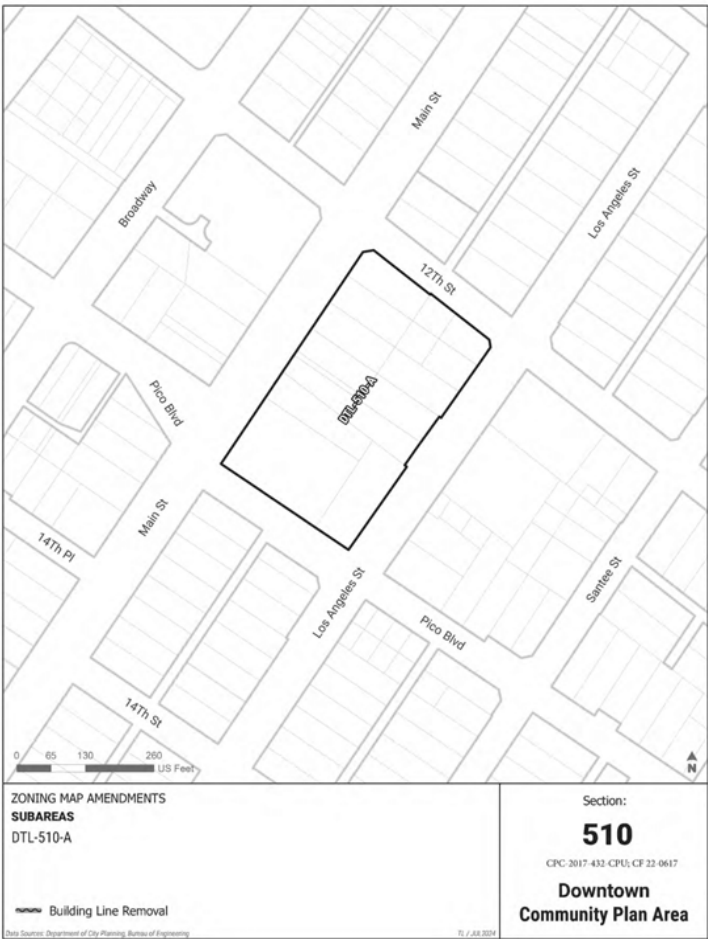 Main St
Los Angeles St
Broadway
12Th St
DTL-510-A
Pico Blvd
Main St
14Th Pl
Santee St
Los Angeles St
Pico Blvd
14Th St
0 65 130 260
US Feet
N
ZONING MAP AMENDMENTS
SUBAREAS
DTL-510-A
Building Line Removal
Data Sources: Department of City Planning, Bureau of Engineering
TL / JUL 2024
Section:
510
CPC-2017-432-CPU; CF 22-0617
Downtown
Community Plan Area